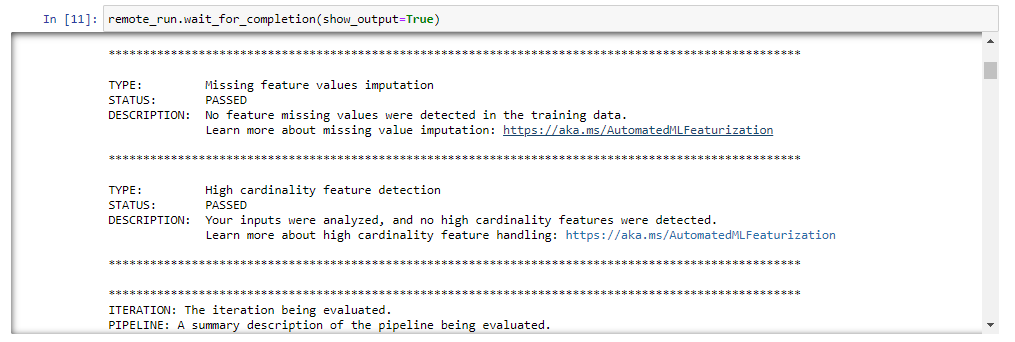 In [11]: remote_run.wait_for_completion(show_output=True)
****************************************************************************************************
TYPE: Missing feature values imputation
STATUS: PASSED
DESCRIPTION: No feature missing values were detected in the training data.
Learn more about missing value imputation: https://aka.ms/AutomatedMLFeaturization
****************************************************************************************************
TYPE: High cardinality feature detection
STATUS: PASSED
DESCRIPTION: Your inputs were analyzed, and no high cardinality features were detected.
Learn more about high cardinality feature handling: https://aka.ms/AutomatedMLFeaturization
****************************************************************************************************
****************************************************************************************************
ITERATION: The iteration being evaluated.
PIPELINE: A summary description of the pipeline being evaluated.